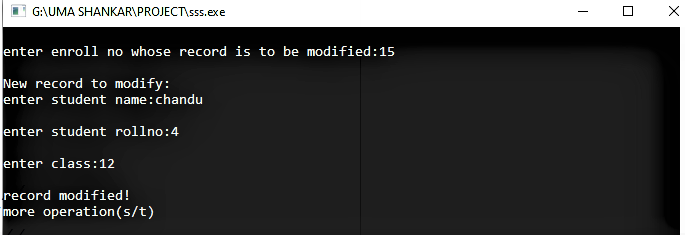 G:\UMA SHANKAR\PROJECT\sss.exe
enter enroll no whose record is to be modified:15
New record to modify:
enter student name:chandu
enter student rollno:4
enter class:12
record modified!
more operation(s/t)